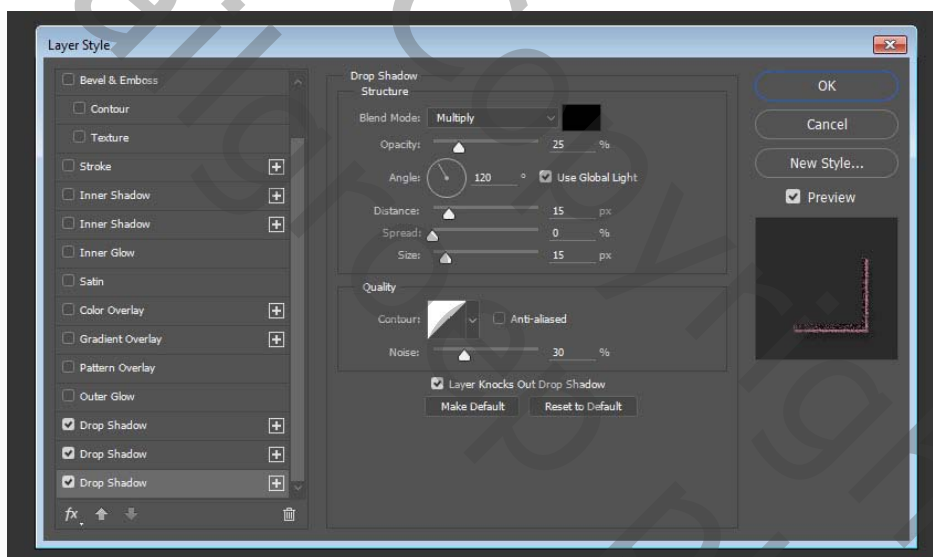 Layer Style
Bevel & Emboss
Contour
Texture
Stroke
Inner Shadow
Inner Shadow
Inner Glow
Satin
Color Overlay
Gradient Overlay
Pattern Overlay
Outer Glow
Drop Shadow
Drop Shadow
Drop Shadow
fx
Drop Shadow
Structure
Blend Mode: Multiply
Opacity: 25 %
Angle: 120 ° Use Global Light
Distance: 15 px
Spread: 0 %
Size: 15 px
Quality
Contour: Anti-aliased
Noise: 30 %
Layer Knocks Out Drop Shadow
Make Default Reset to Default
OK
Cancel
New Style...
Preview